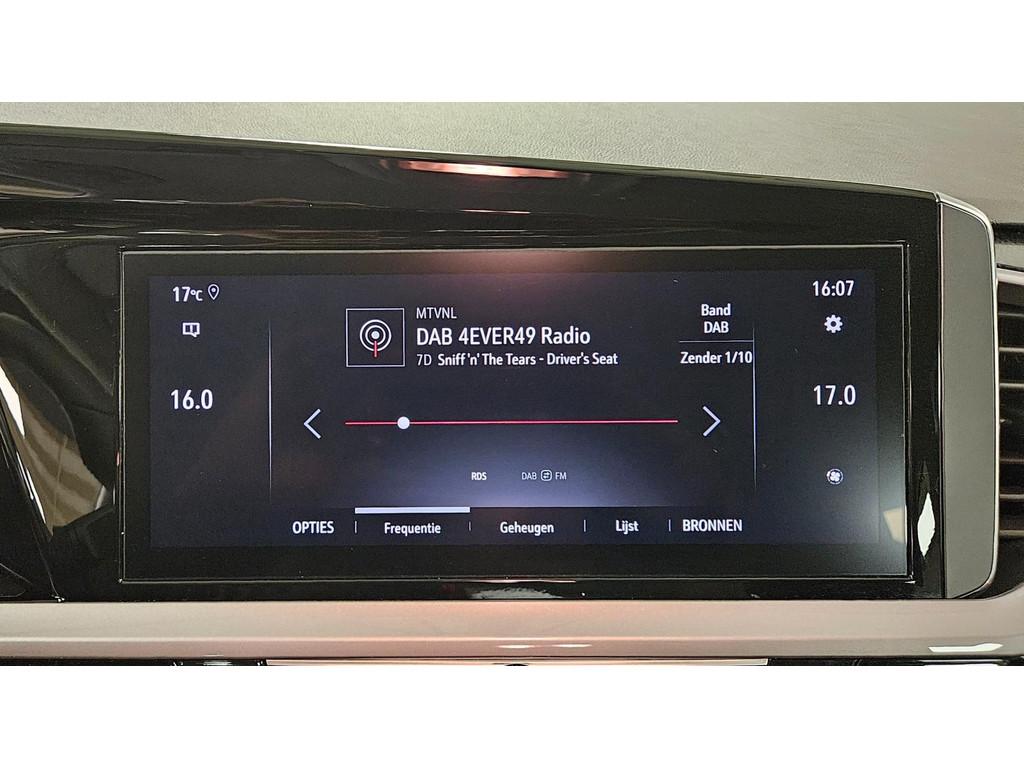 17°C
16:07
MTVNL
DAB 4EVER49 Radio
7D Sniff 'n' The Tears - Driver's Seat
Band
DAB
Zender 1/10
16.0
17.0
RDS
DAB FM
OPTIES
Frequentie
Geheugen
Lijst
BRONNEN